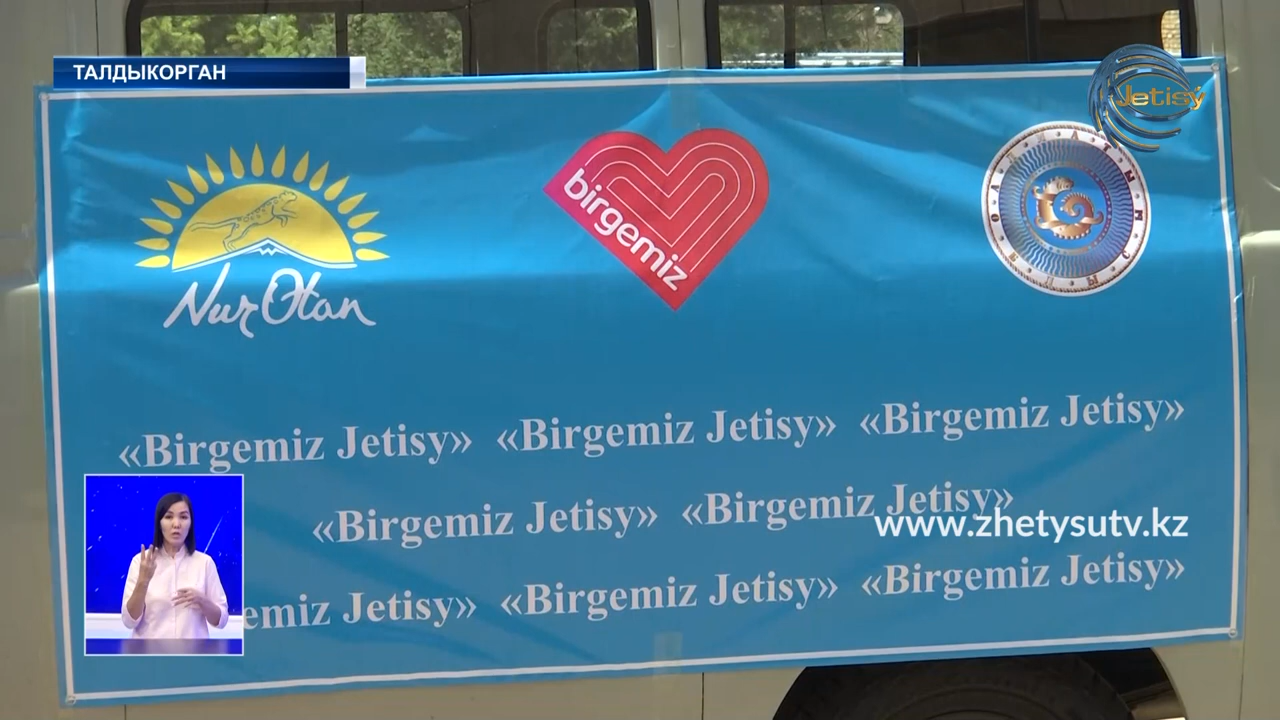 ТАЛДЫКОРГАН
Jetisy
Nur Otan
birgemiz
«Birgemiz Jetisy» «Birgemiz Jetisy» «Birgemiz Jetisy»
«Birgemiz Jetisy» «Birgemiz Jetisy»
www.zhetysutv.kz
emiz Jetisy» «Birgemiz Jetisy» «Birgemiz Jetisy»